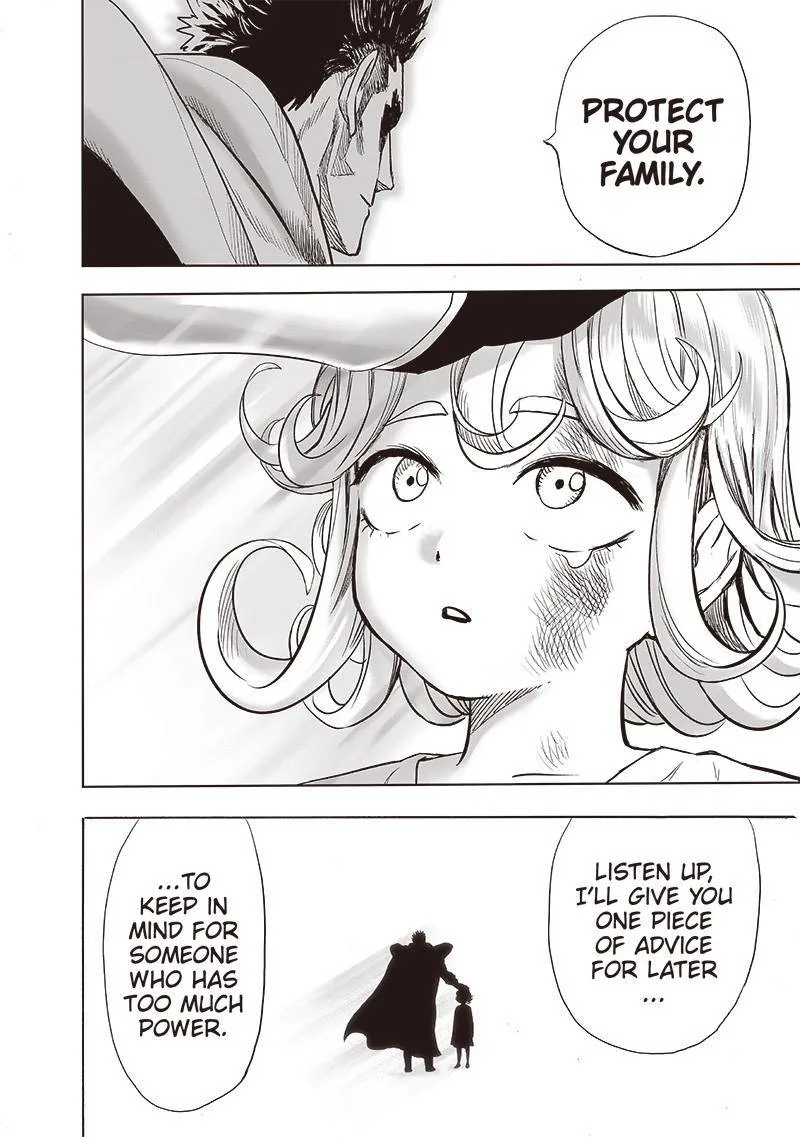 PROTECT
YOUR
FAMILY.
LISTEN UP,
I'LL GIVE YOU
ONE PIECE
OF ADVICE
FOR LATER
...
...TO
KEEP IN
MIND FOR
SOMEONE
WHO HAS
TOO MUCH
POWER.